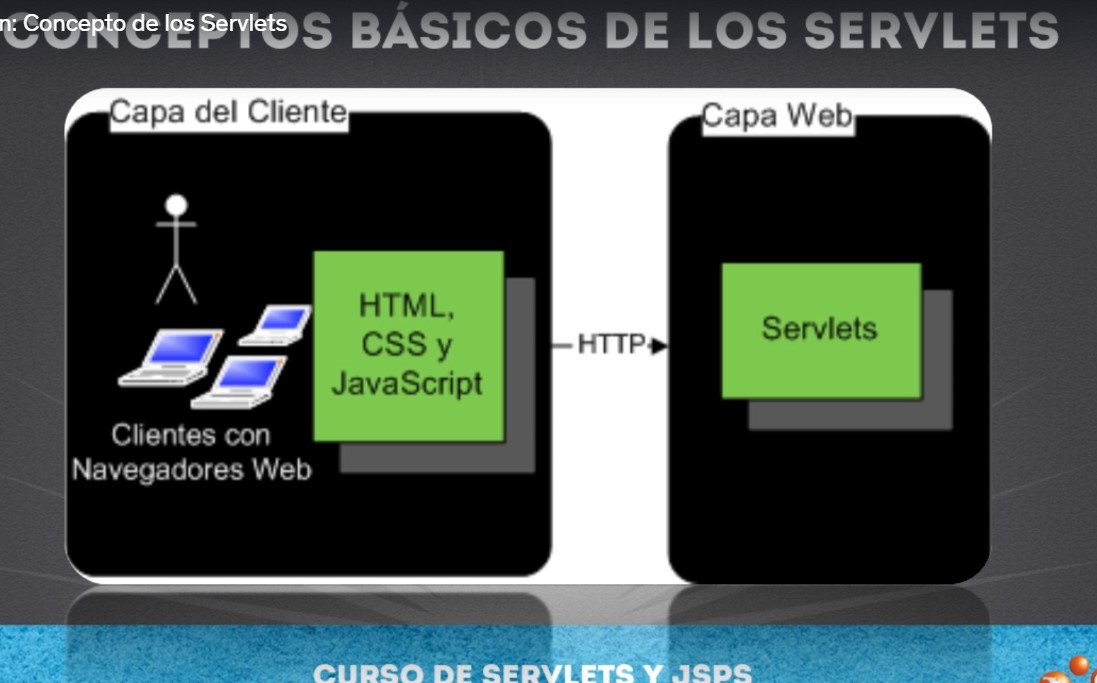 n: Concepto de los Servlets
CONCEPTOS BÁSICOS DE LOS SERVLETS
Capa del Cliente
Capa Web
HTML,
CSS y
JavaScript
HTTP
Servlets
Clientes con
Navegadores Web
CURSO DE SERVLETS Y JSPS